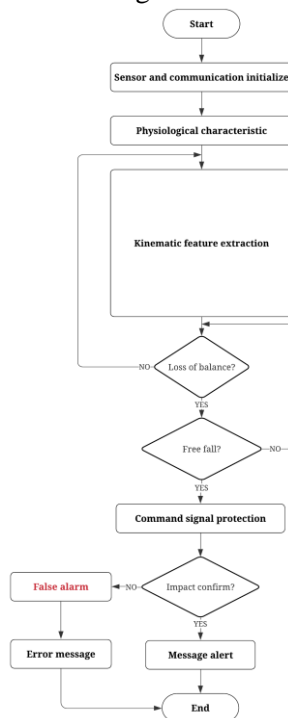 Start
Sensor and communication initialize
Physiological characteristic
Kinematic feature extraction
Loss of balance?
NO
YES
Free fall?
NO
YES
Command signal protection
Impact confirm?
NO
False alarm
YES
Error message
Message alert
End